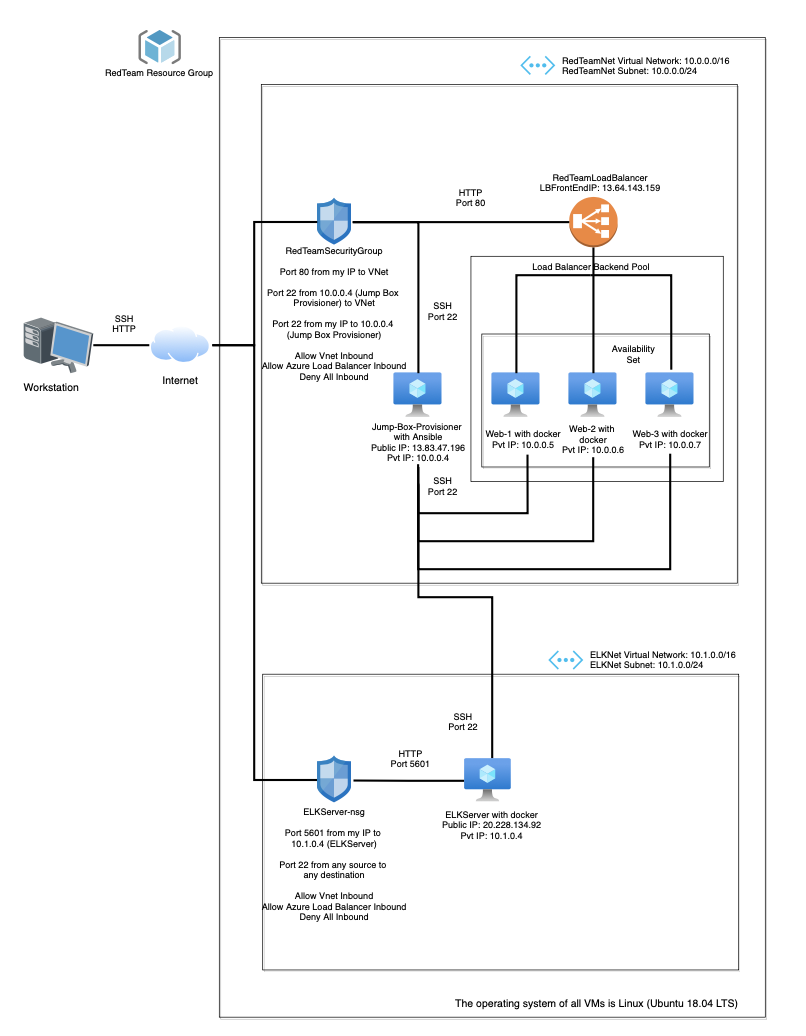 RedTeam Resource Group
RedTeamNet Virtual Network: 10.0.0.0/16
RedTeamNet Subnet: 10.0.0.0/24
RedTeamLoadBalancer
LBFrontEndIP: 13.64.143.159
HTTP
Port 80
RedTeamSecurityGroup
Port 80 from my IP to VNet
Port 22 from 10.0.0.4 (Jump Box
Provisioner) to VNet
Port 22 from my IP to 10.0.0.4
(Jump Box Provisioner)
Allow Vnet Inbound
Allow Azure Load Balancer Inbound
Deny All Inbound
Load Balancer Backend Pool
SSH
Port 22
SSH
HTTP
Workstation
Internet
Availability
Set
Jump-Box-Provisioner
with Ansible
Public IP: 13.83.47.196
Pvt IP: 10.0.0.4
Web-1 with docker
Pvt IP: 10.0.0.5
Web-2 with
docker
Pvt IP: 10.0.0.6
Web-3 with docker
Pvt IP: 10.0.0.7
SSH
Port 22
ELKNet Virtual Network: 10.1.0.0/16
ELKNet Subnet: 10.1.0.0/24
SSH
Port 22
HTTP
Port 5601
ELKServer-nsg
Port 5601 from my IP to
10.1.0.4 (ELKServer)
Port 22 from any source to
any destination
Allow Vnet Inbound
Allow Azure Load Balancer Inbound
Deny All Inbound
ELKServer with docker
Public IP: 20.228.134.92
Pvt IP: 10.1.0.4
The operating system of all VMs is Linux (Ubuntu 18.04 LTS)